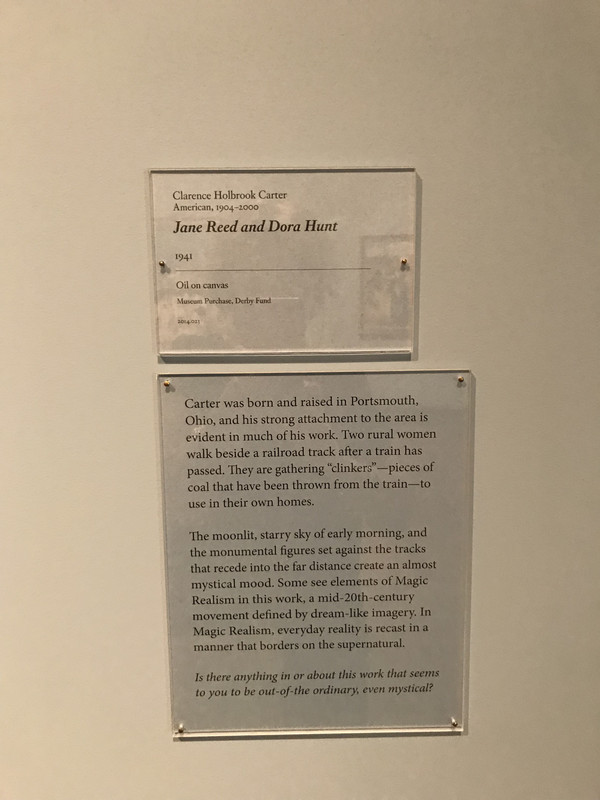 Clarence Holbrook Carter
American, 1904–2000
Jane Reed and Dora Hunt
1941
Oil on canvas
Museum Purchase, Derby Fund
Carter was born and raised in Portsmouth,
Ohio, and his strong attachment to the area is
evident in much of his work. Two rural women
walk beside a railroad track after a train has
passed. They are gathering “clinkers”—pieces of
coal that have been thrown from the train—to
use in their own homes.
The moonlit, starry sky of early morning, and
the monumental figures set against the tracks
that recede into the far distance create an almost
mystical mood. Some see elements of Magic
Realism in this work, a mid-20th-century
movement defined by dream-like imagery. In
Magic Realism, everyday reality is recast in a
manner that borders on the supernatural.
Is there anything in or about this work that seems
to you to be out-of-the ordinary, even mystical?